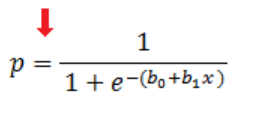 p = 1 / (1 + e^−(b₀+b₁x))